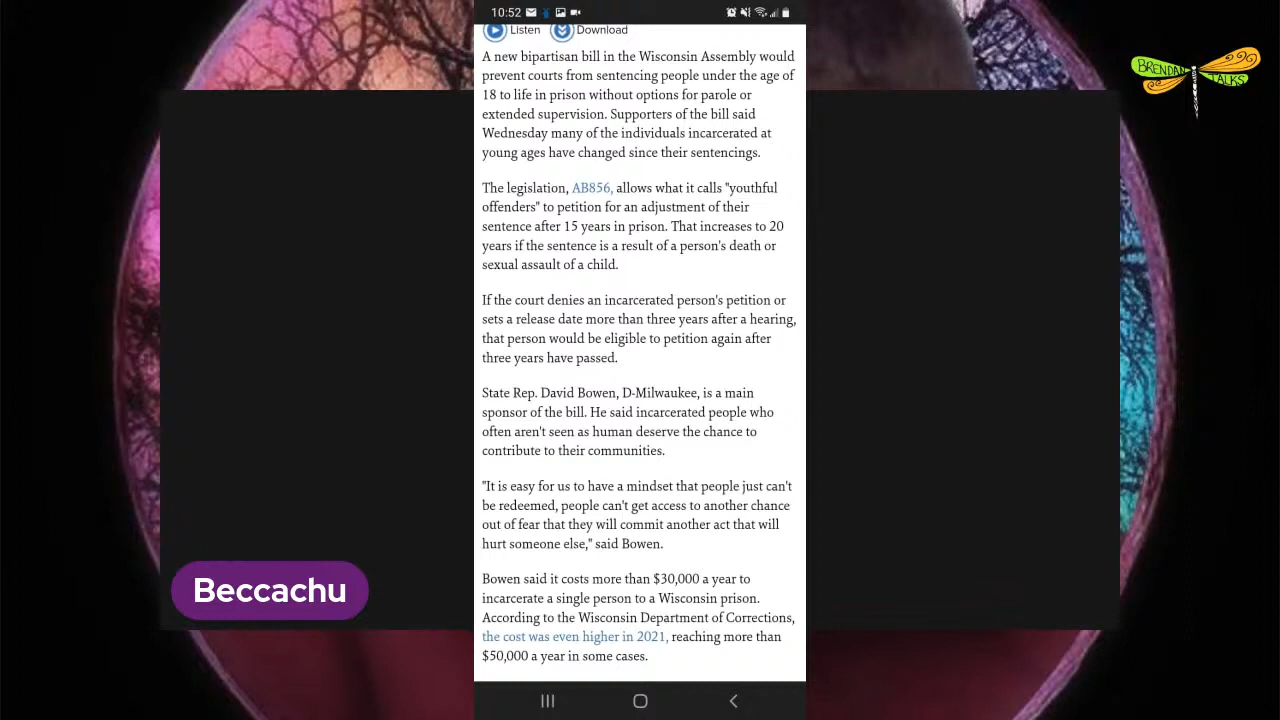 10:52
Listen Download
A new bipartisan bill in the Wisconsin Assembly would
prevent courts from sentencing people under the age of
18 to life in prison without options for parole or
extended supervision. Supporters of the bill said
Wednesday many of the individuals incarcerated at
young ages have changed since their sentencings.
The legislation, AB856, allows what it calls "youthful
offenders" to petition for an adjustment of their
sentence after 15 years in prison. That increases to 20
years if the sentence is a result of a person's death or
sexual assault of a child.
If the court denies an incarcerated person's petition or
sets a release date more than three years after a hearing,
that person would be eligible to petition again after
three years have passed.
State Rep. David Bowen, D-Milwaukee, is a main
sponsor of the bill. He said incarcerated people who
often aren't seen as human deserve the chance to
contribute to their communities.
"It is easy for us to have a mindset that people just can't
be redeemed, people can't get access to another chance
out of fear that they will commit another act that will
hurt someone else," said Bowen.
Bowen said it costs more than $30,000 a year to
incarcerate a single person to a Wisconsin prison.
According to the Wisconsin Department of Corrections,
the cost was even higher in 2021, reaching more than
$50,000 a year in some cases.
Beccachu
BRENDAN TALKS